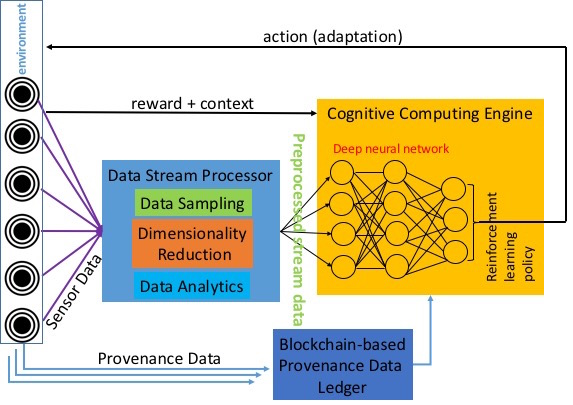 environment
action (adaptation)
reward + context
Cognitive Computing Engine
Deep neural network
Preprocessed stream data
Data Stream Processor
Data Sampling
Dimensionality
Reduction
Data Analytics
Reinforcement
learning
policy
Sensor Data
Provenance Data
Blockchain-based
Provenance Data
Ledger